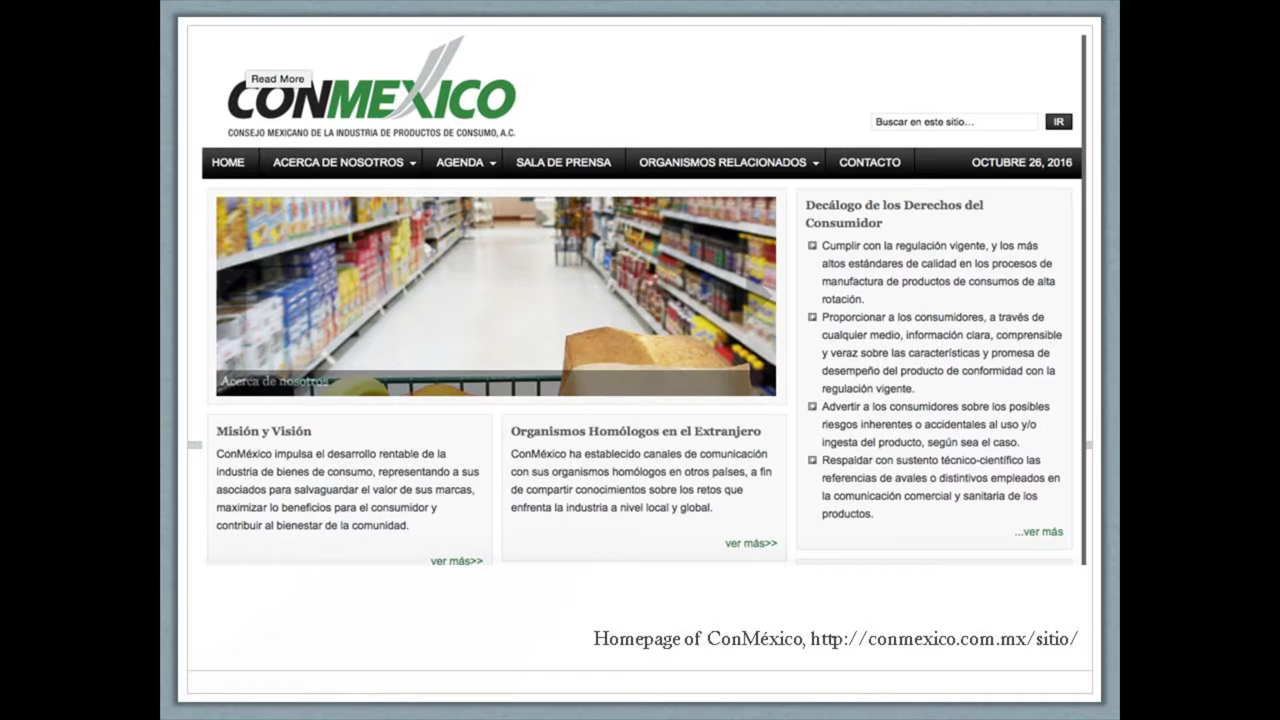 Read More
CONMEXICO
CONSEJO MEXICANO DE LA INDUSTRIA DE PRODUCTOS DE CONSUMO, A.C.
Buscar en este sitio...
IR
HOME ACERCA DE NOSOTROS AGENDA SALA DE PRENSA ORGANISMOS RELACIONADOS CONTACTO OCTUBRE 26, 2016
Acerca de nosotros
Misión y Visión
ConMéxico impulsa el desarrollo rentable de la
industria de bienes de consumo, representando a sus
asociados para salvaguardar el valor de sus marcas,
maximizar lo beneficios para el consumidor y
contribuir al bienestar de la comunidad.
ver más>>
Organismos Homólogos en el Extranjero
ConMéxico ha establecido canales de comunicación
con sus organismos homólogos en otros países, a fin
de compartir conocimientos sobre los retos que
enfrenta la industria a nivel local y global.
ver más>>
Decálogo de los Derechos del
Consumidor
Cumplir con la regulación vigente, y los más
altos estándares de calidad en los procesos de
manufactura de productos de consumos de alta
rotación.
Proporcionar a los consumidores, a través de
cualquier medio, información clara, comprensible
y veraz sobre las características y promesa de
desempeño del producto de conformidad con la
regulación vigente.
Advertir a los consumidores sobre los posibles
riesgos inherentes o accidentales al uso y/o
ingesta del producto, según sea el caso.
Respaldar con sustento técnico-científico las
referencias de avales o distintivos empleados en
la comunicación comercial y sanitaria de los
productos.
...ver más
Homepage of ConMéxico, http://conmexico.com.mx/sitio/